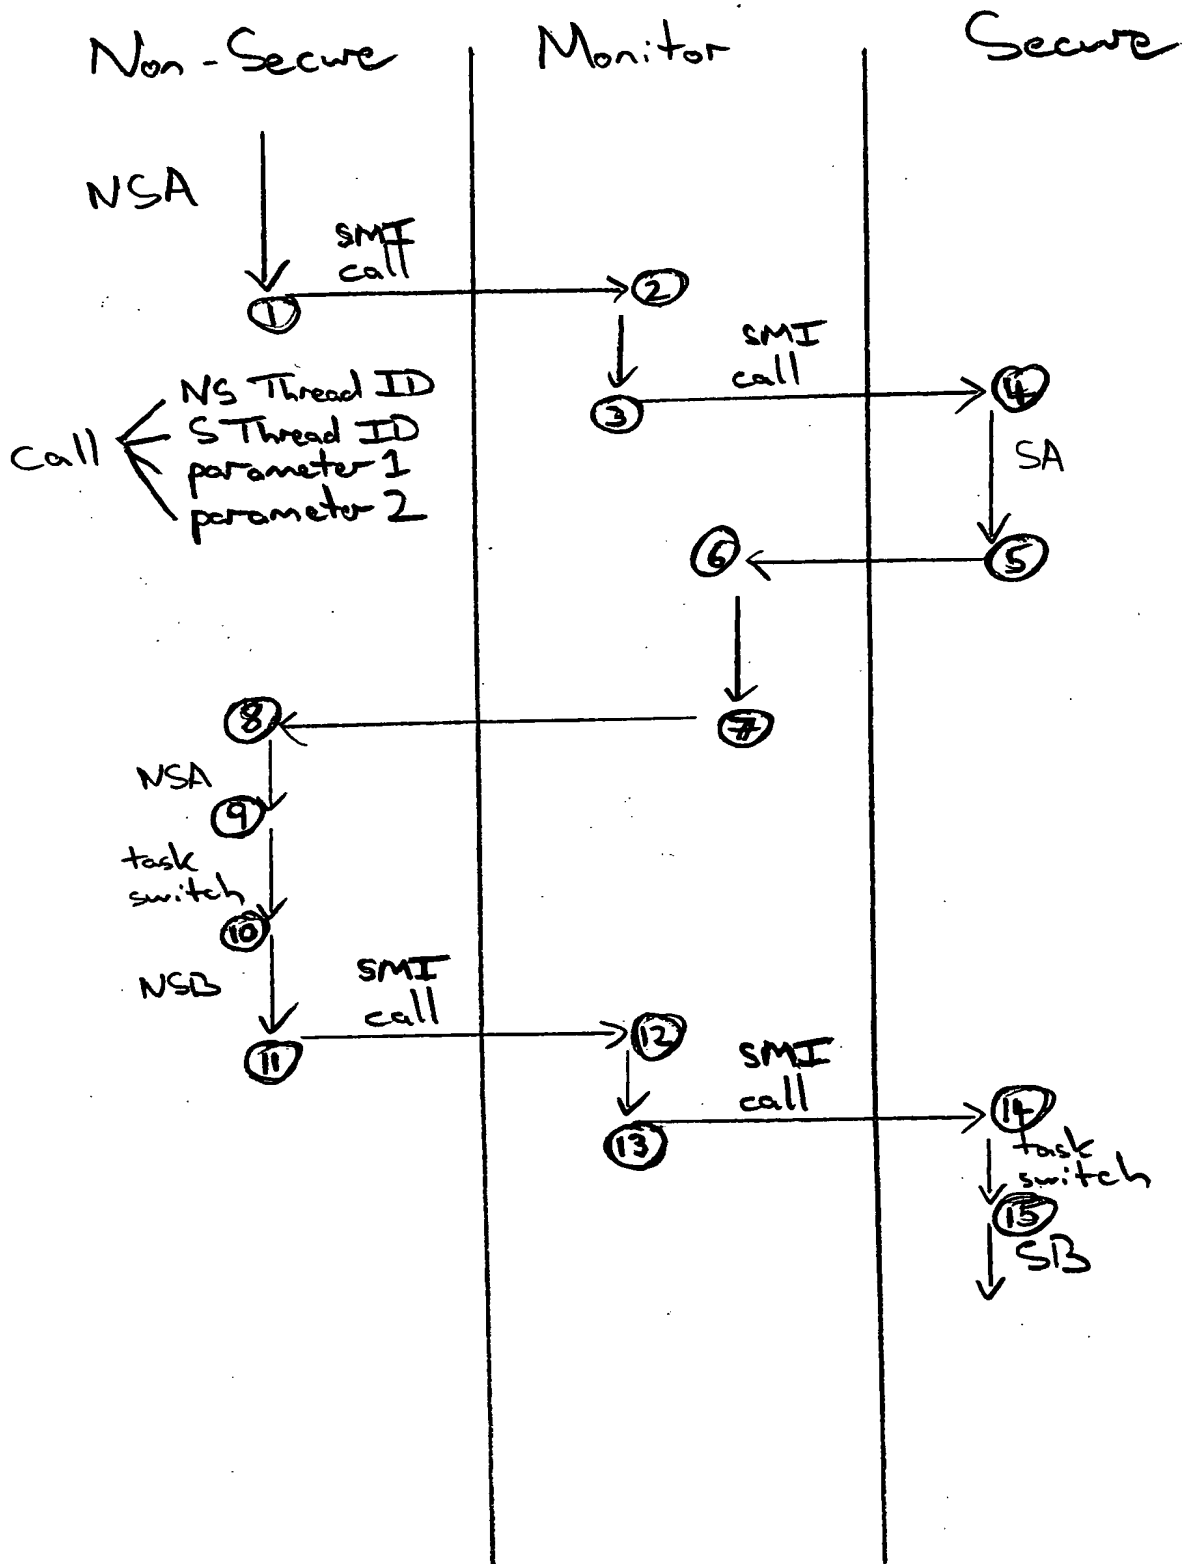 Non-Secure
Monitor
Secure
NSA
SMI
call
1
2
SMI
call
3
4
NS Thread ID
S Thread ID
call
parameter 1
parameter 2
SA
6
5
8
7
NSA
9
task
switch
10
NSB
SMI
call
11
12
SMI
call
13
14
task
switch
15
SB